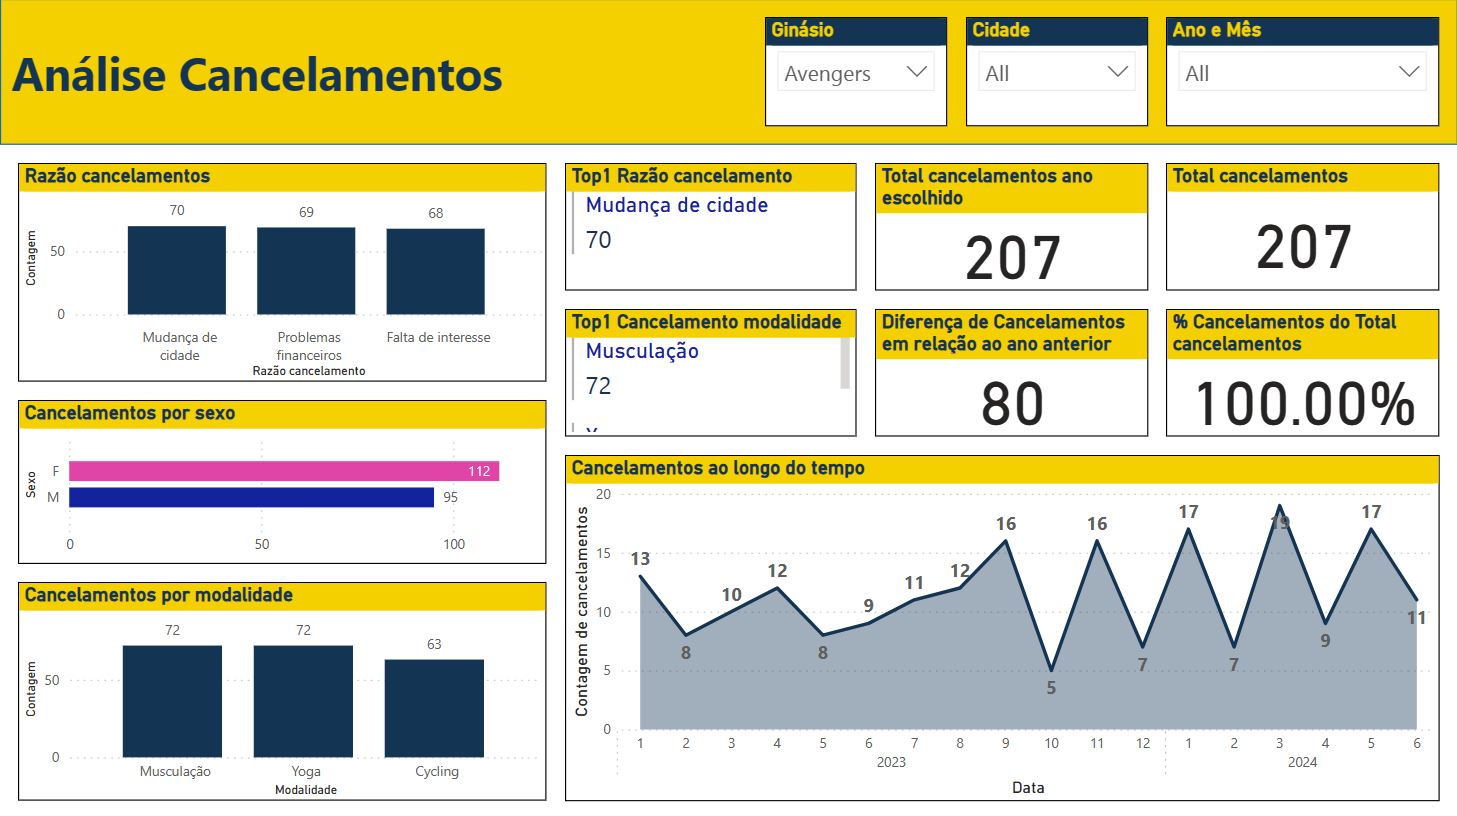 Análise Cancelamentos
Ginásio
Avengers
Cidade
All
Ano e Mês
All
Razão cancelamentos
70
69
68
50
0
Contagem
Mudança de
cidade
Problemas
financeiros
Falta de interesse
Razão cancelamento
Top1 Razão cancelamento
Mudança de cidade
70
Total cancelamentos ano
escolhido
207
Total cancelamentos
207
Top1 Cancelamento modalidade
Musculação
72
Diferença de Cancelamentos
em relação ao ano anterior
80
% Cancelamentos do Total
cancelamentos
100.00%
Cancelamentos por sexo
Sexo
F
112
M
95
0
50
100
Cancelamentos por modalidade
72
72
63
50
0
Contagem
Musculação
Yoga
Cycling
Modalidade
Cancelamentos ao longo do tempo
Contagem de cancelamentos
20
15
10
5
0
13
8
10
12
8
9
11
12
16
5
16
7
17
7
19
9
17
11
1
2
3
4
5
6
7
8
9
10
11
12
1
2
3
4
5
6
2023
2024
Data